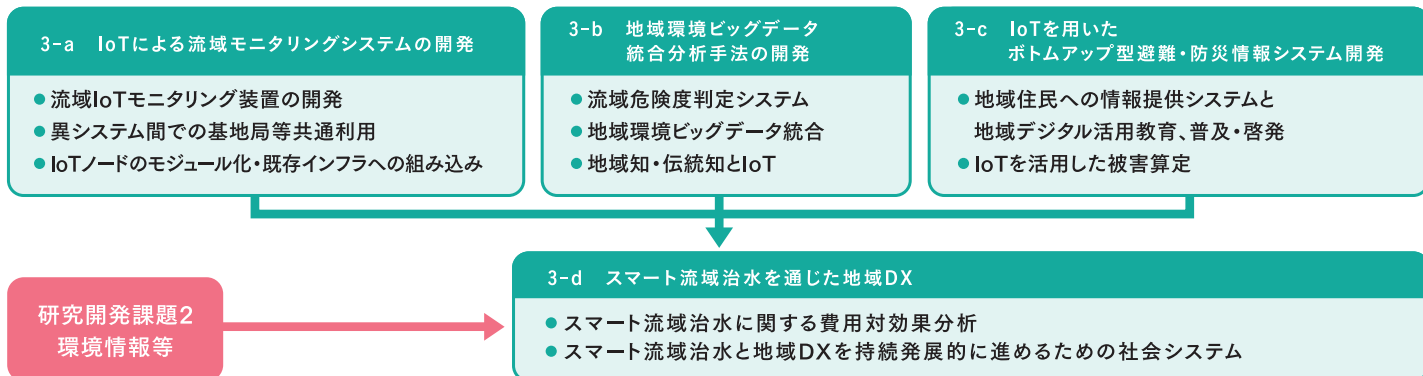 3-a IoTによる流域モニタリングシステムの開発
● 流域IoTモニタリング装置の開発
● 異システム間での基地局等共通利用
● IoTノードのモジュール化・既存インフラへの組み込み
3-b 地域環境ビッグデータ
統合分析手法の開発
● 流域危険度判定システム
● 地域環境ビッグデータ統合
● 地域知・伝統知とIoT
3-c IoTを用いた
ボトムアップ型避難・防災情報システム開発
● 地域住民への情報提供システムと
地域デジタル活用教育、普及・啓発
● IoTを活用した被害算定
研究開発課題2
環境情報等
3-d スマート流域治水を通じた地域DX
● スマート流域治水に関する費用対効果分析
● スマート流域治水と地域DXを持続発展的に進めるための社会システム